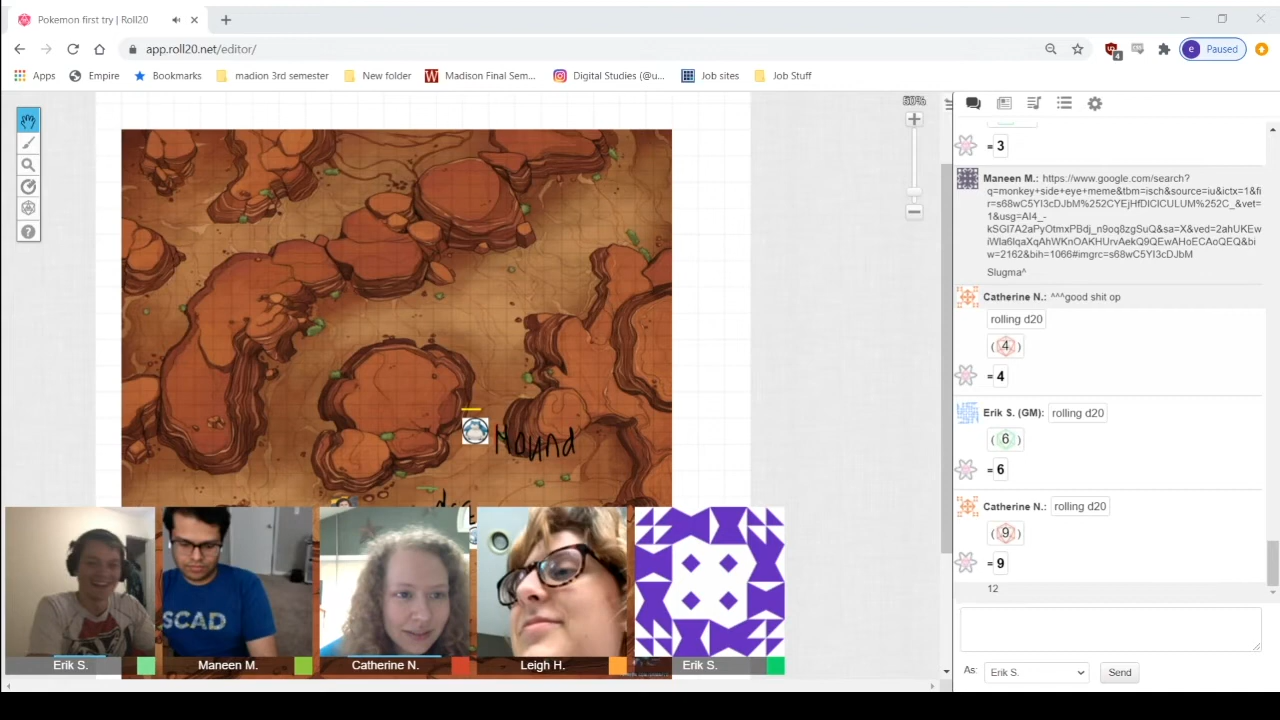 Pokemon first try | Roll20
app.roll20.net/editor/
4
e Paused
Apps Empire Bookmarks madion 3rd semester New folder Madison Final Sem... Digital Studies (@u... Job sites Job Stuff
60%
= 3
Maneen M.: https://www.google.com/search?
q=monkey+side+eye+meme&tbm=isch&source=iu&ictx=1&fi
r=s68wC5YI3cDJbM%252CYEjHfDlClCULUM%252C_&vet=
1&usg=AI4_-
kSGI7A2aPyOtmxPBdj_n9oq8zgSuQ&sa=X&ved=2ahUKEw
iWla6lqaXqAhWKnOAKHUrvAekQ9QEwAHoECAoQEQ&bi
w=2162&bih=1066#imgrc=s68wC5YI3cDJbM
Slugma^
Catherine N.: ^^^good shit op
rolling d20
(4)
= 4
Erik S. (GM): rolling d20
(6)
= 6
Catherine N.: rolling d20
(9)
= 9
12
Mound
SCAD
Erik S.
Maneen M.
Catherine N.
Leigh H.
Erik S.
As: Erik S. Send